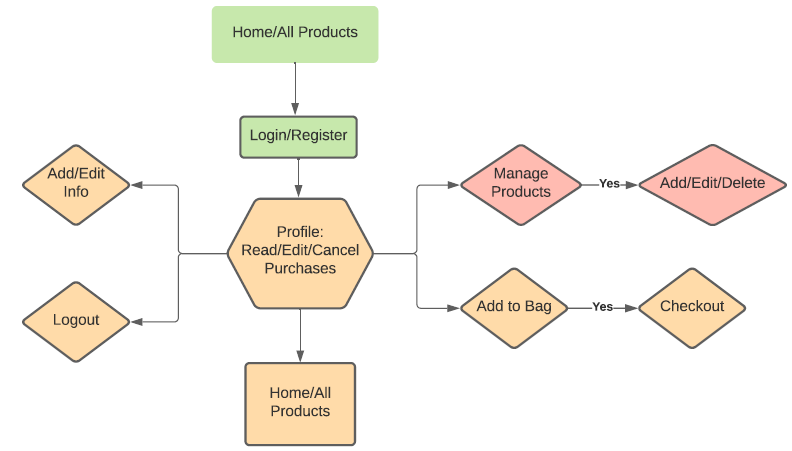 Home/All Products
Login/Register
Add/Edit
Info
Manage
Products
Yes
Add/Edit/Delete
Profile:
Read/Edit/Cancel
Purchases
Logout
Add to Bag
Yes
Checkout
Home/All
Products